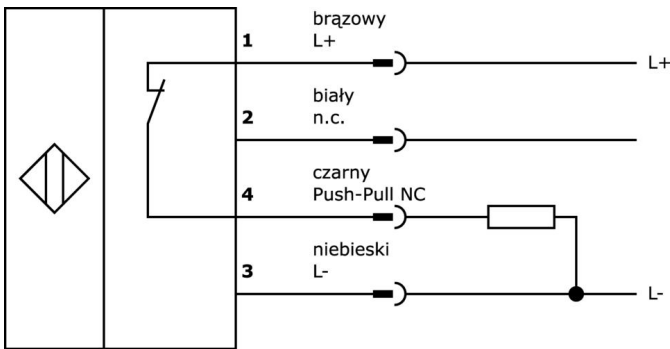 brązowy
1 L+ L+
biały
2 n.c.
czarny
4 Push-Pull NC
niebieski
3 L- L-